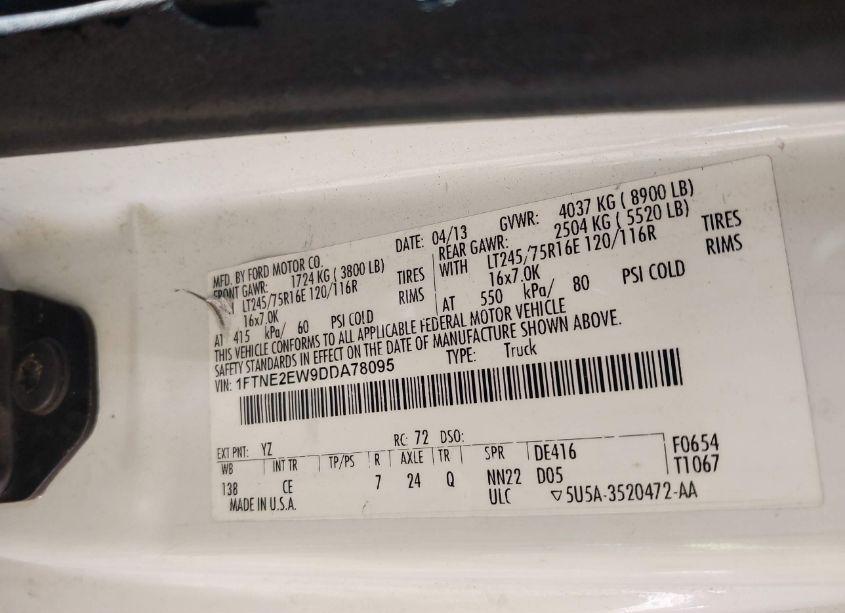 MFD. BY FORD MOTOR CO. DATE: 04/13 GVWR: 4037 KG ( 8900 LB)
FRONT GAWR: 1724 KG ( 3800 LB) REAR GAWR: 2504 KG ( 5520 LB)
LT245/75R16E 120/116R TIRES WITH LT245/75R16E 120/116R TIRES
16x7.0K RIMS 16x7.0K RIMS
AT 415 kPa/ 60 PSI COLD AT 550 kPa/ 80 PSI COLD
THIS VEHICLE CONFORMS TO ALL APPLICABLE FEDERAL MOTOR VEHICLE
SAFETY STANDARDS IN EFFECT ON THE DATE OF MANUFACTURE SHOWN ABOVE.
VIN: 1FTNE2EW9DDA78095 TYPE: Truck
EXT PNT: YZ RC: 72 DSO:
WB INT TR TP/PS R AXLE TR SPR DE416 F0654
138 CE 7 24 Q NN22 D05 T1067
MADE IN U.S.A. ULC ▽5U5A-3520472-AA